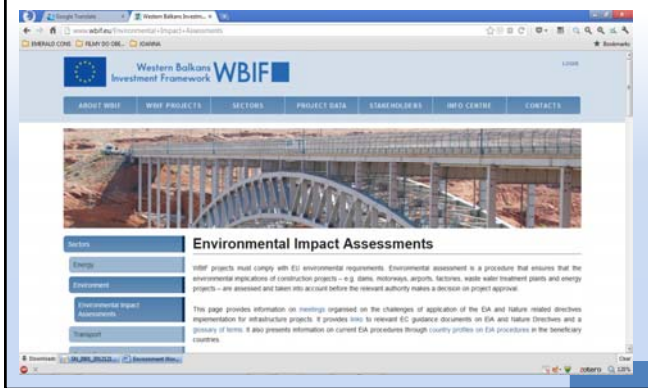 Google Translate
Western Balkans Investm...
www.wbif.eu/Environmental+Impact+Assessments
EMERALD CONS
IOANNA
Bookmarks
Western Balkans
Investment Framework
WBIF
LOGIN
ABOUT WBIF
WBIF PROJECTS
SECTORS
PROJECT DATA
STAKEHOLDERS
INFO CENTRE
CONTACTS
Sectors
Energy
Environment
Environmental Impact
Assessments
Transport
Environmental Impact Assessments
WBIF projects must comply with EU environmental requirements. Environmental assessment is a procedure that ensures that the
environmental implications of construction projects – e.g. dams, motorways, airports, factories, waste water treatment plants and energy
projects – are assessed and taken into account before the relevant authority makes a decision on project approval.
This page provides information on meetings organised on the challenges of application of the EIA and Nature related directives
implementation for infrastructure projects. It provides links to relevant EC guidance documents on EIA and Nature Directives and a
glossary of terms. It also presents information on current EIA procedures through country profiles on EIA procedures in the beneficiary
countries.
Downloads
Clear
zotero
120%